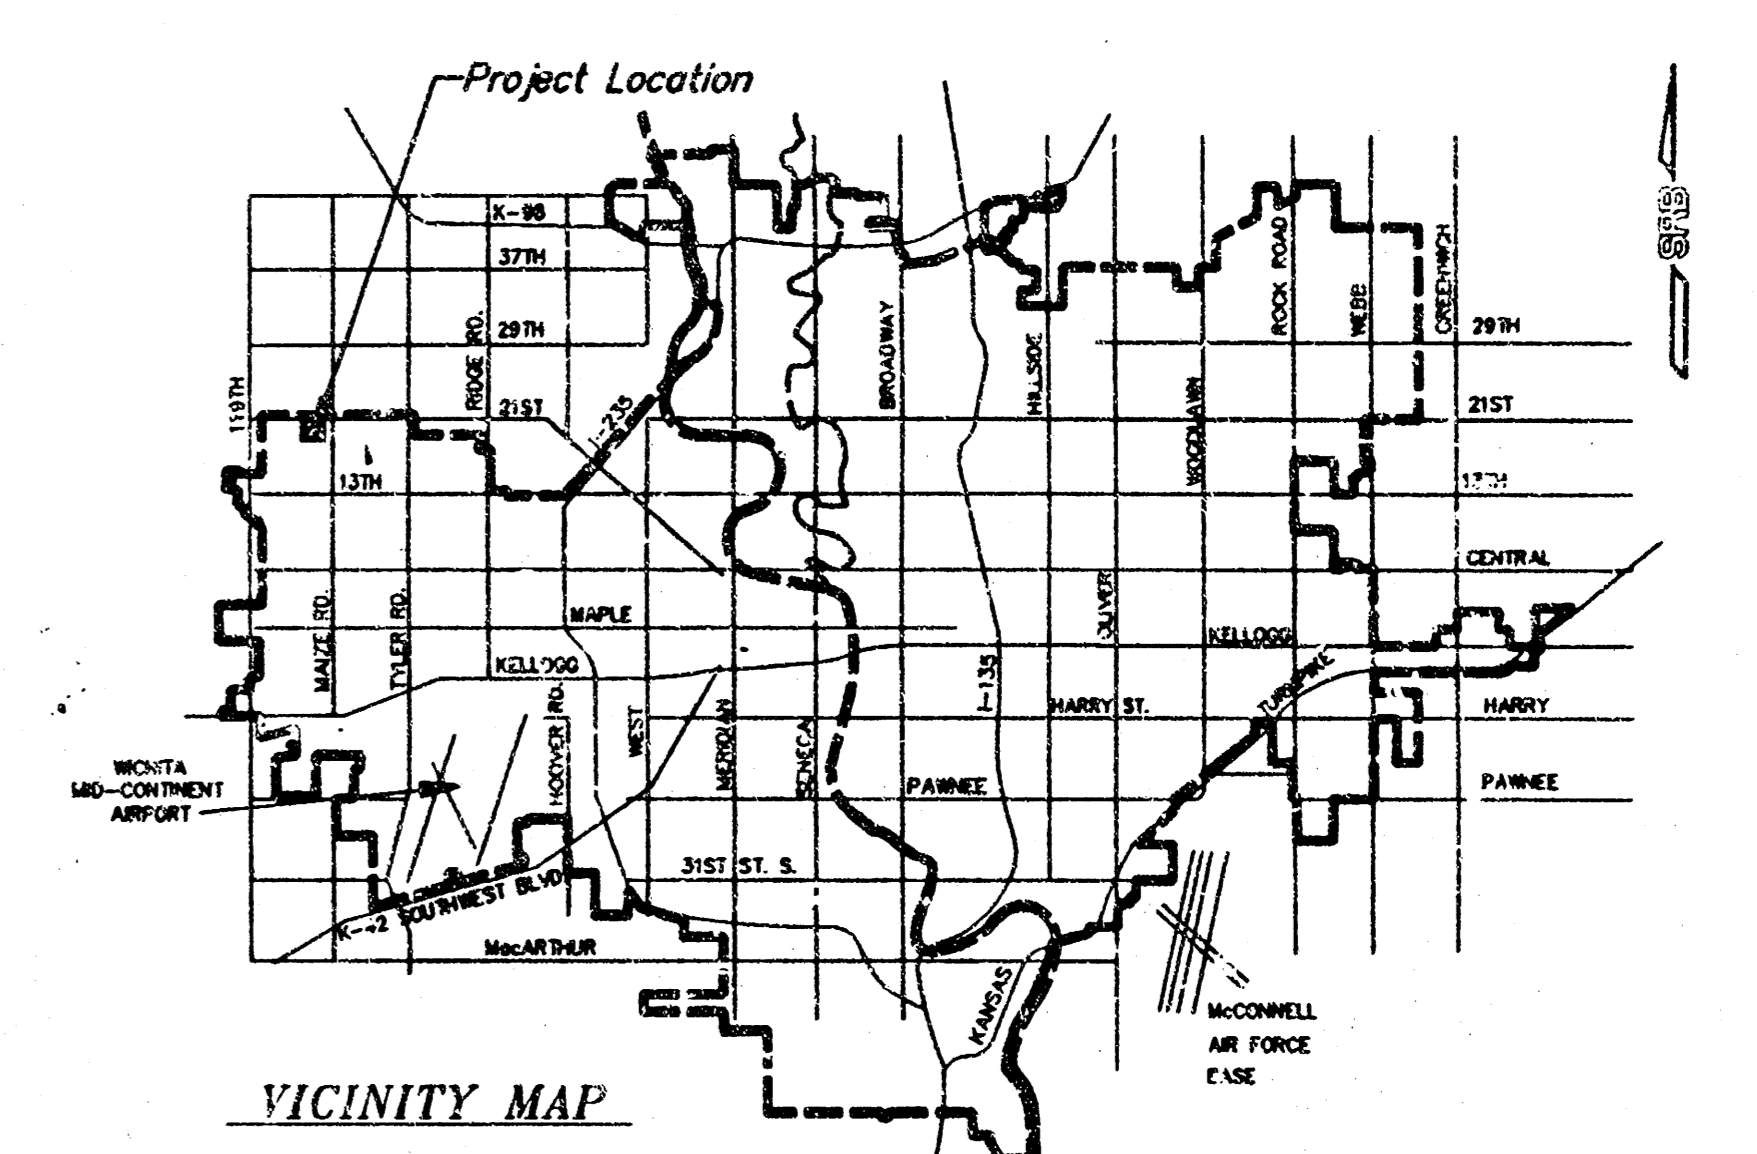 Project Location
SRB
K-96
37TH
29TH
29TH
RIDGE RD.
ROCK ROAD
WEBB
GREENWICH
BROADWAY
HILLSIDE
119TH
21ST
I-235
21ST
WOODLAWN
13TH
13TH
CENTRAL
MAIZE RD.
TYLER RD.
MAPLE
OLIVER
KELLOGG
KELLOGG
TURNPIKE
I-135
HOOVER RD.
WEST
MERIDIAN
SENECA
HARRY ST.
HARRY
WICHITA
MID-CONTINENT
AIRPORT
PAWNEE
PAWNEE
31ST ST. S.
K-42 SOUTHWEST BLVD
MacARTHUR
KANSAS
McCONNELL
AIR FORCE
BASE
VICINITY MAP